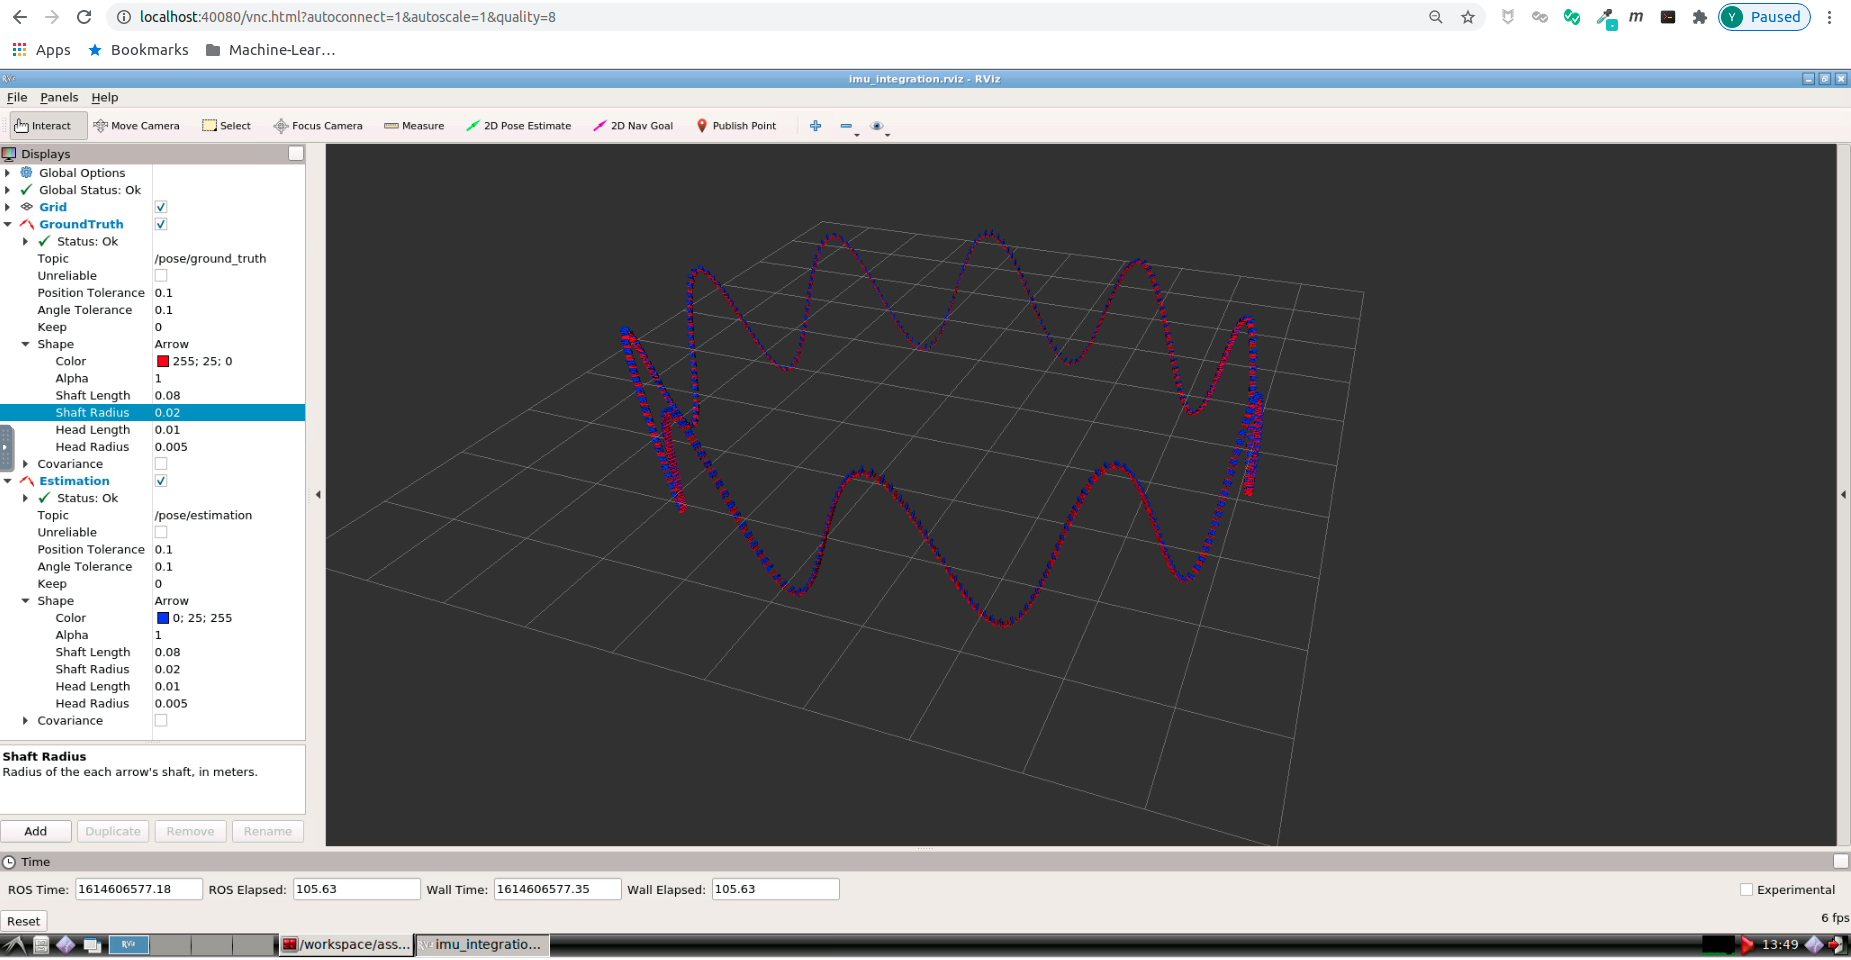 localhost:40080/vnc.html?autoconnect=1&autoscale=1&quality=8
m
Y Paused
Apps Bookmarks Machine-Lear…
imu_integration.rviz - RViz
File Panels Help
Interact Move Camera Select Focus Camera Measure 2D Pose Estimate 2D Nav Goal Publish Point
Displays
Global Options
Global Status: Ok
Grid
GroundTruth
Status: Ok
Topic /pose/ground_truth
Unreliable
Position Tolerance 0.1
Angle Tolerance 0.1
Keep 0
Shape Arrow
Color 255; 25; 0
Alpha 1
Shaft Length 0.08
Shaft Radius 0.02
Head Length 0.01
Head Radius 0.005
Covariance
Estimation
Status: Ok
Topic /pose/estimation
Unreliable
Position Tolerance 0.1
Angle Tolerance 0.1
Keep 0
Shape Arrow
Color 0; 25; 255
Alpha 1
Shaft Length 0.08
Shaft Radius 0.02
Head Length 0.01
Head Radius 0.005
Covariance
Shaft Radius
Radius of the each arrow's shaft, in meters.
Add Duplicate Remove Rename
Time
ROS Time: 1614606577.18 ROS Elapsed: 105.63 Wall Time: 1614606577.35 Wall Elapsed: 105.63 Experimental
Reset 6 fps
RViz /workspace/ass... RViz imu_integratio... 13:49